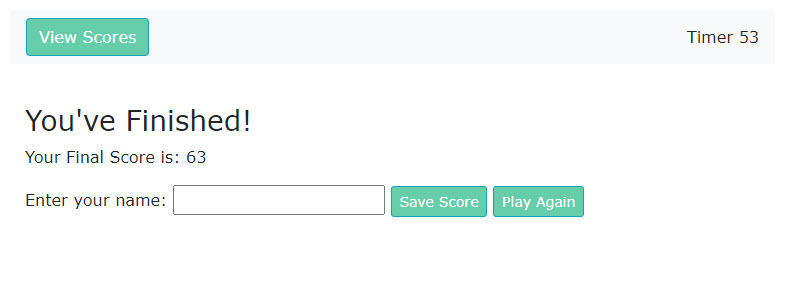 View Scores Timer 53
You've Finished!
Your Final Score is: 63
Enter your name: Save Score Play Again